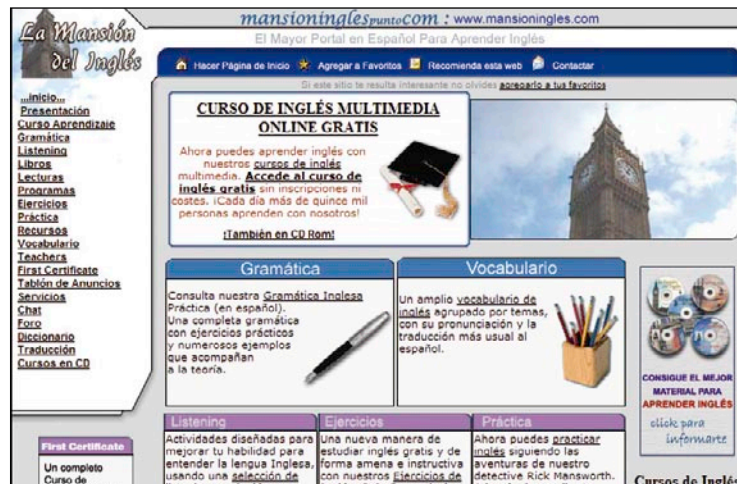 La Mansión
del Inglés
mansioninglespuntocom : www.mansioningles.com
El Mayor Portal en Español Para Aprender Inglés
Hacer Página de Inicio Agregar a Favoritos Recomienda esta web Contactar
Si este sitio te resulta interesante no olvides agregarlo a tus favoritos
...inicio...
Presentación
Curso Aprendizaje
Gramática
Listening
Libros
Lecturas
Programas
Ejercicios
Práctica
Recursos
Vocabulario
Teachers
First Certificate
Tablón de Anuncios
Servicios
Chat
Foro
Diccionario
Traducción
Cursos en CD
First Certificate
Un completo
Curso de
CURSO DE INGLÉS MULTIMEDIA
ONLINE GRATIS
Ahora puedes aprender inglés con
nuestros cursos de inglés
multimedia. Accede al curso de
inglés gratis sin inscripciones ni
costes. ¡Cada día más de quince mil
personas aprenden con nosotros!
¡También en CD Rom!
Gramática
Consulta nuestra Gramática Inglesa
Práctica (en español).
Una completa gramática
con ejercicios prácticos
y numerosos ejemplos
que acompañan
a la teoría.
Vocabulario
Un amplio vocabulario de
inglés agrupado por temas,
con su pronunciación y la
traducción más usual al
español.
Listening
Actividades diseñadas para
mejorar tu habilidad para
entender la lengua Inglesa,
usando una selección de
Ejercicios
Una nueva manera de
estudiar inglés gratis y de
forma amena e instructiva
con nuestros Ejercicios de
Práctica
Ahora puedes practicar
inglés siguiendo las
aventuras de nuestro
detective Rick Mansworth.
CONSIGUE EL MEJOR
MATERIAL PARA
APRENDER INGLÉS
click para
informarte
Cursos de Inglés